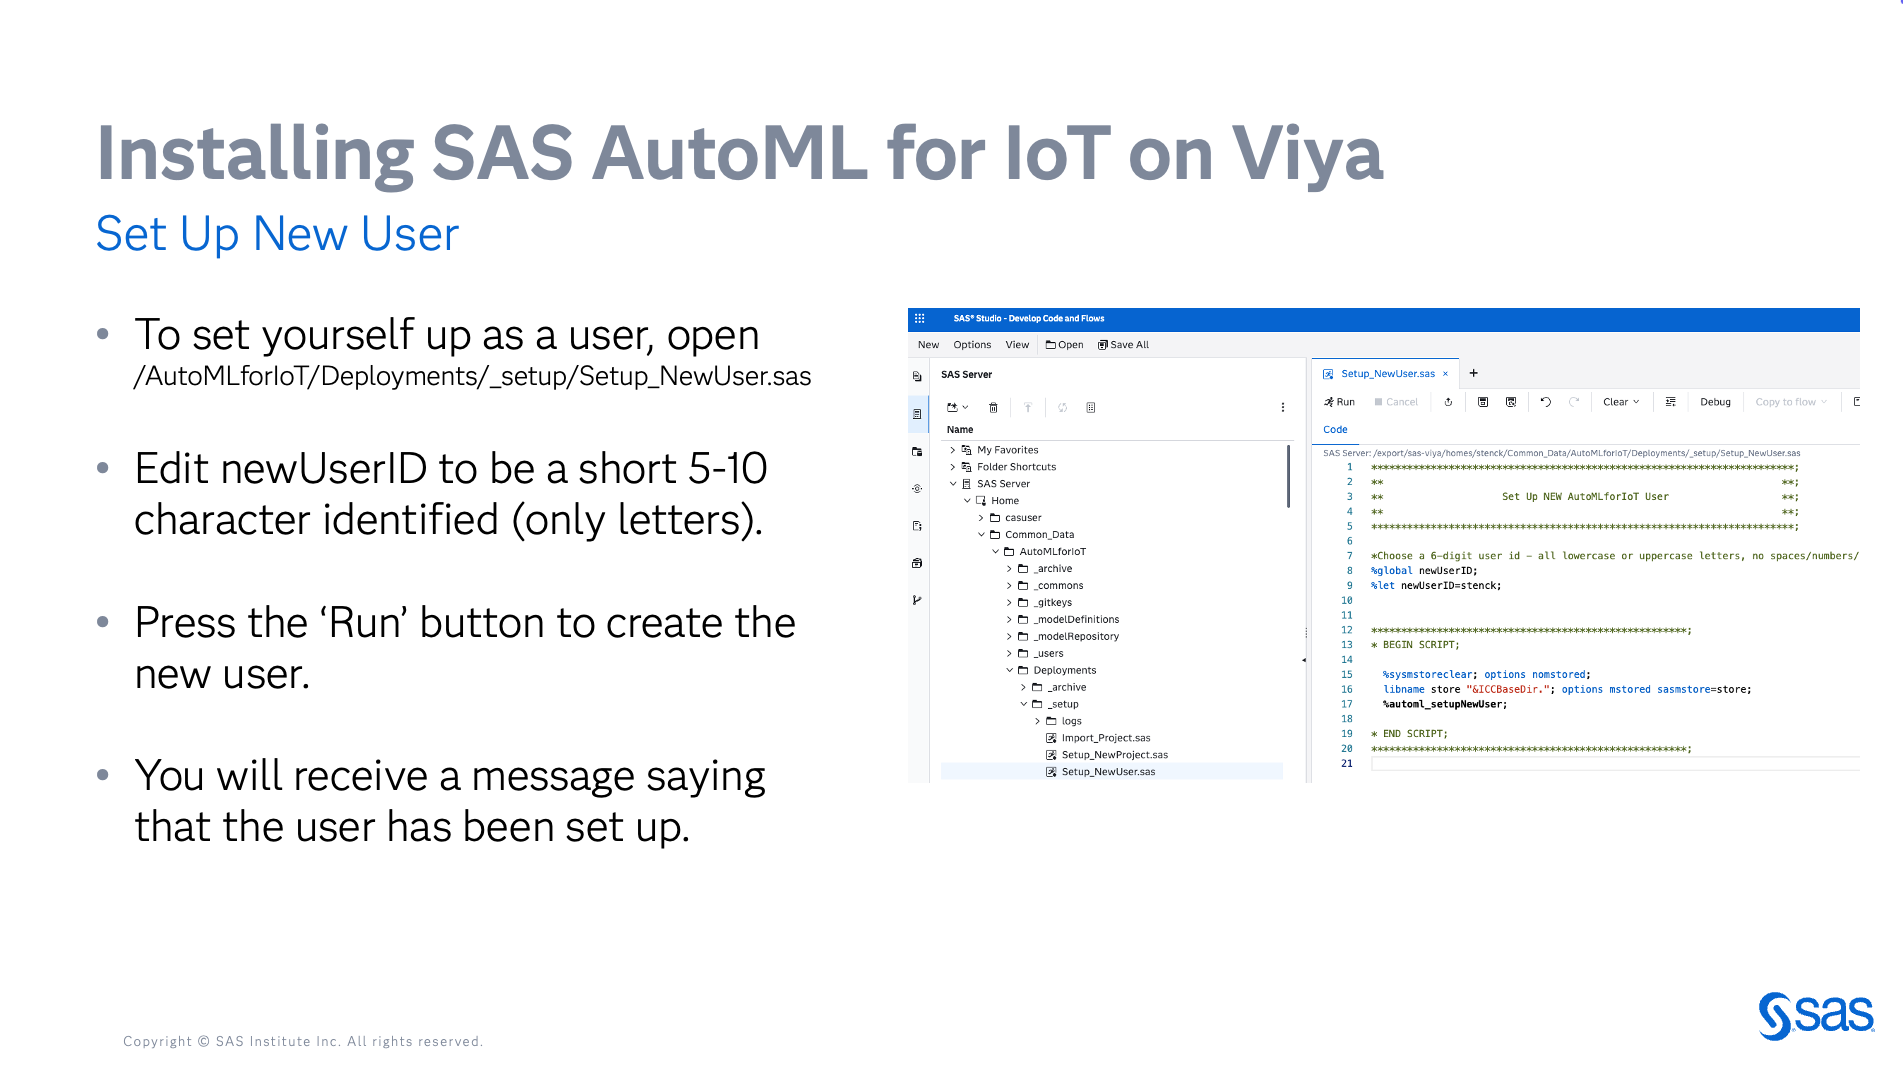 Installing SAS AutoML for IoT on Viya
Set Up New User
• To set yourself up as a user, open
/AutoMLforIoT/Deployments/_setup/Setup_NewUser.sas
• Edit newUserID to be a short 5-10
character identified (only letters).
• Press the ‘Run’ button to create the
new user.
• You will receive a message saying
that the user has been set up.
SAS® Studio - Develop Code and Flows
New Options View Open Save All
SAS Server
Name
My Favorites
Folder Shortcuts
SAS Server
Home
casuser
Common_Data
AutoMLforIoT
_archive
_commons
_gitkeys
_modelDefinitions
_modelRepository
_users
Deployments
_archive
_setup
logs
Import_Project.sas
Setup_NewProject.sas
Setup_NewUser.sas
Setup_NewUser.sas × +
Run Cancel Clear Debug Copy to flow
Code
SAS Server: /export/sas-viya/homes/stenck/Common_Data/AutoMLforIoT/Deployments/_setup/Setup_NewUser.sas
1 ***********************************************************************;
2 ** **;
3 ** Set Up NEW AutoMLforIoT User **;
4 ** **;
5 ***********************************************************************;
6
7 *Choose a 6-digit user id - all lowercase or uppercase letters, no spaces/numbers/
8 %global newUserID;
9 %let newUserID=stenck;
10
11
12 *****************************************************;
13 * BEGIN SCRIPT;
14
15 %sysmstoreclear; options nomstored;
16 libname store "&ICCBaseDir."; options mstored sasmstore=store;
17 %automl_setupNewUser;
18
19 * END SCRIPT;
20 *****************************************************;
21
Copyright © SAS Institute Inc. All rights reserved.
sas